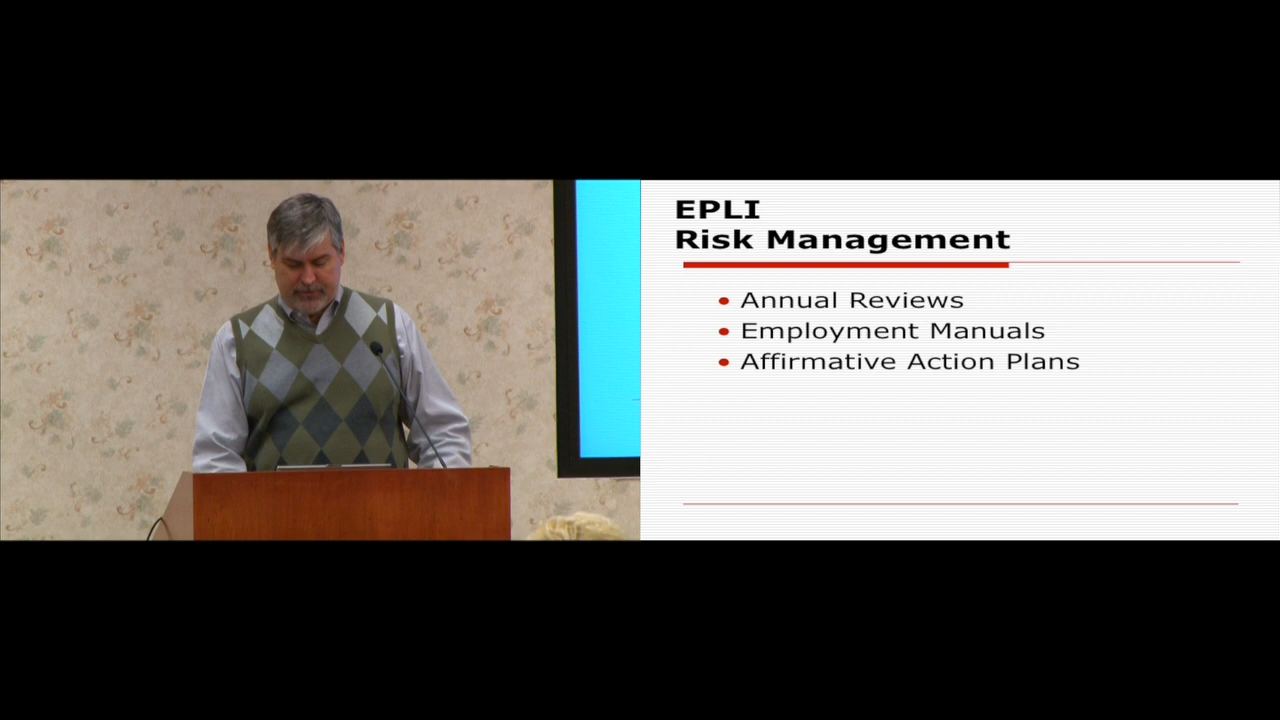 EPLI
Risk Management
Annual Reviews
Employment Manuals
Affirmative Action Plans